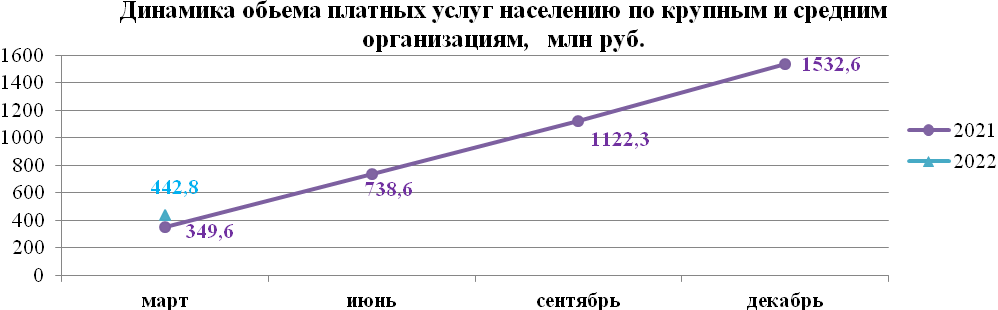 Динамика обьема платных услуг населению по крупным и средним
организациям, млн руб.
1600
1400
1200
1000
800
600
400
200
0
442,8
349,6
738,6
1122,3
1532,6
март
июнь
сентябрь
декабрь
2021
2022